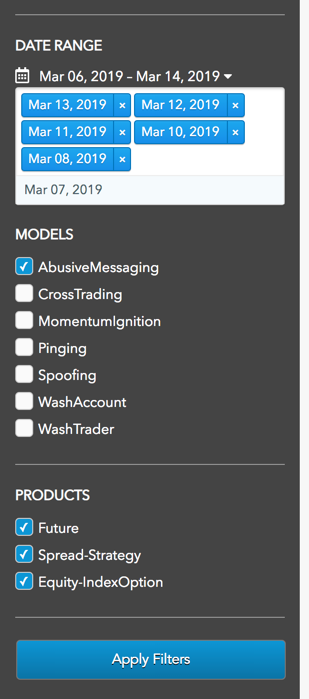 DATE RANGE
Mar 06, 2019 – Mar 14, 2019
Mar 13, 2019 × Mar 12, 2019 ×
Mar 11, 2019 × Mar 10, 2019 ×
Mar 08, 2019 ×
Mar 07, 2019
MODELS
AbusiveMessaging
CrossTrading
MomentumIgnition
Pinging
Spoofing
WashAccount
WashTrader
PRODUCTS
Future
Spread-Strategy
Equity-IndexOption
Apply Filters